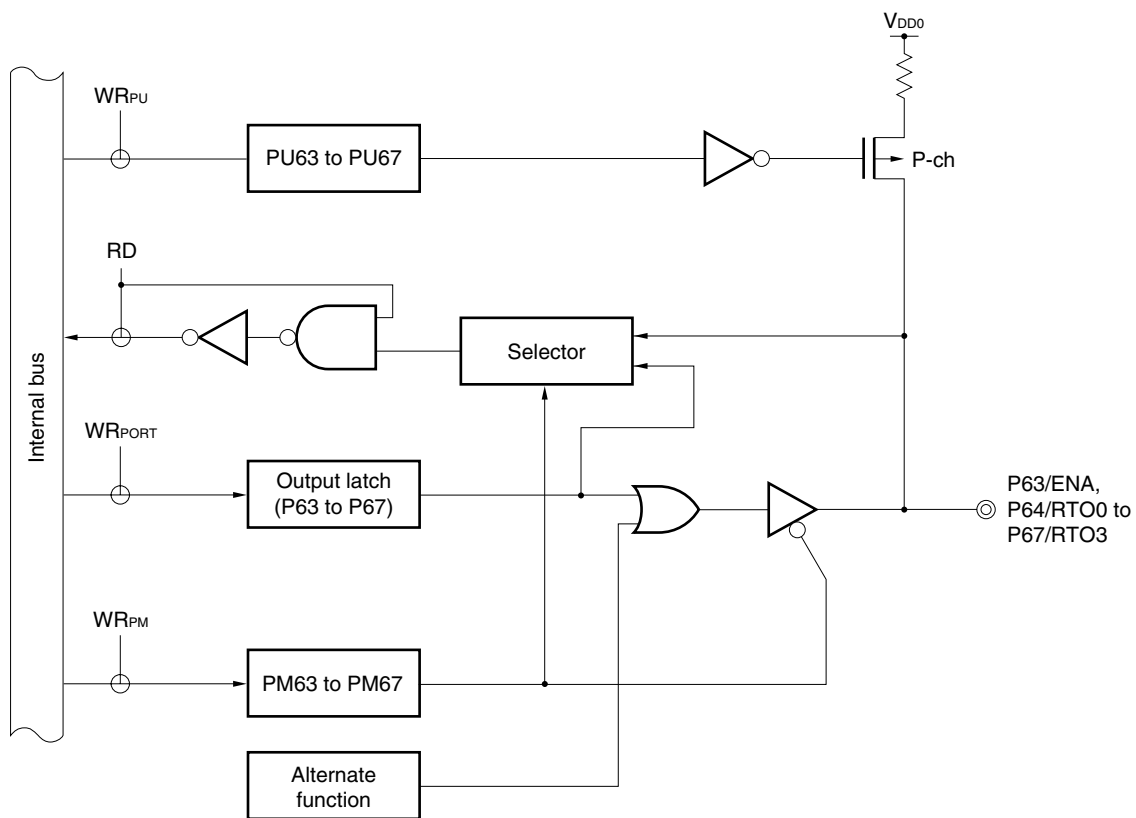 VDD0
WRPU
PU63 to PU67
P-ch
RD
Selector
Internal bus
WRPORT
Output latch
(P63 to P67)
P63/ENA,
P64/RTO0 to
P67/RTO3
WRPM
PM63 to PM67
Alternate
function